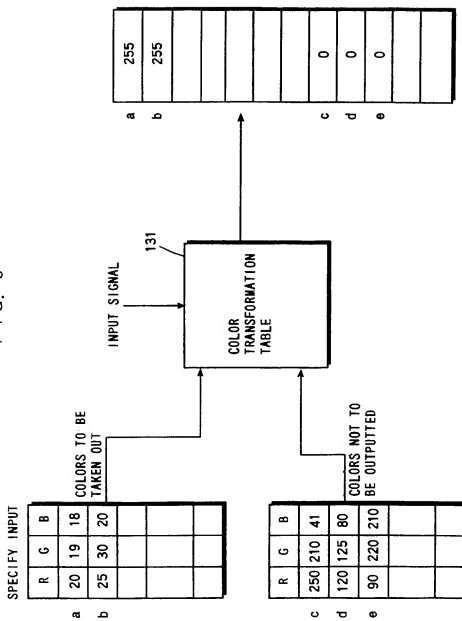 SPECIFY INPUT
R G B
a 20 19 18
b 25 30 20
COLORS TO BE
TAKEN OUT
R G B
c 250 210 41
d 120 125 80
e 90 220 210
COLORS NOT TO
BE OUTPUTTED
INPUT SIGNAL
131
COLOR
TRANSFORMATION
TABLE
a 255
b 255
c 0
d 0
e 0